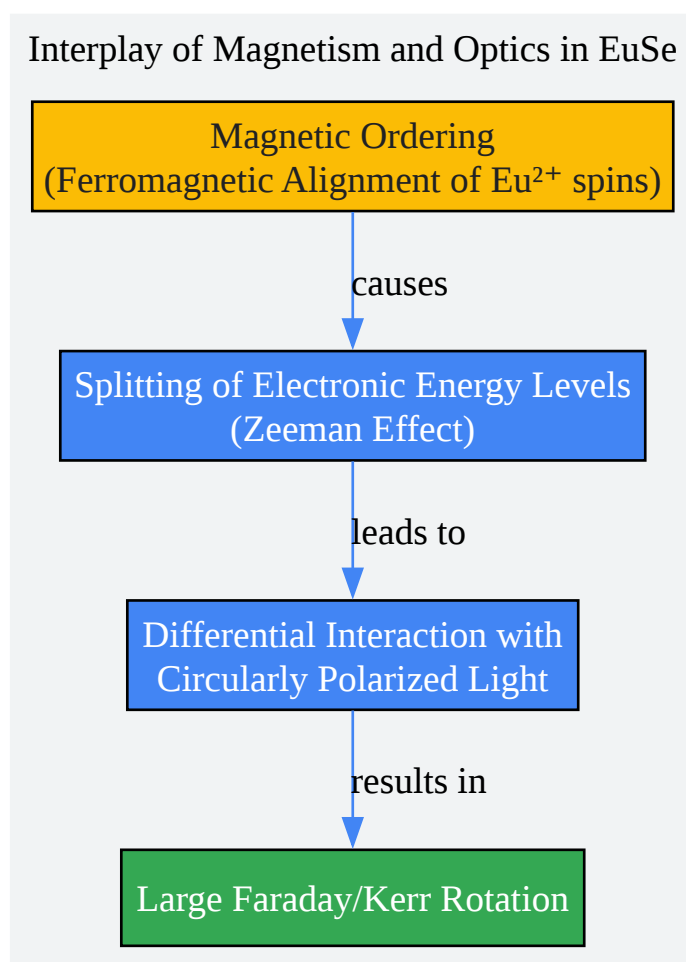 Interplay of Magnetism and Optics in EuSe
Magnetic Ordering
(Ferromagnetic Alignment of Eu²⁺ spins)
causes
Splitting of Electronic Energy Levels
(Zeeman Effect)
leads to
Differential Interaction with
Circularly Polarized Light
results in
Large Faraday/Kerr Rotation